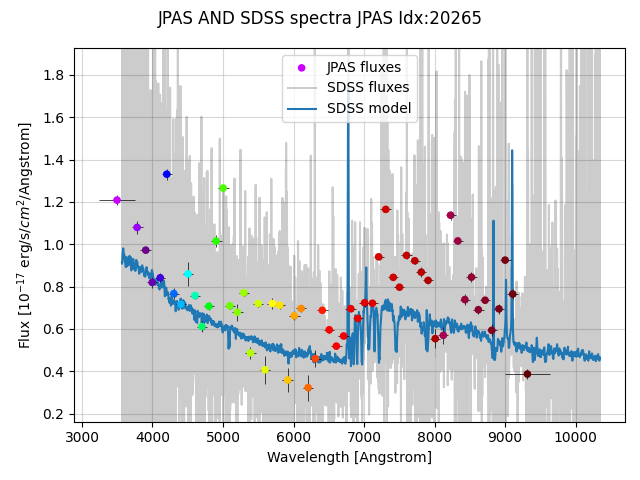 JPAS AND SDSS spectra JPAS Idx:20265
JPAS fluxes
SDSS fluxes
SDSS model
Flux [10^{-17} erg/s/cm^2/Angstrom]
1.8
1.6
1.4
1.2
1.0
0.8
0.6
0.4
0.2
3000 4000 5000 6000 7000 8000 9000 10000
Wavelength [Angstrom]